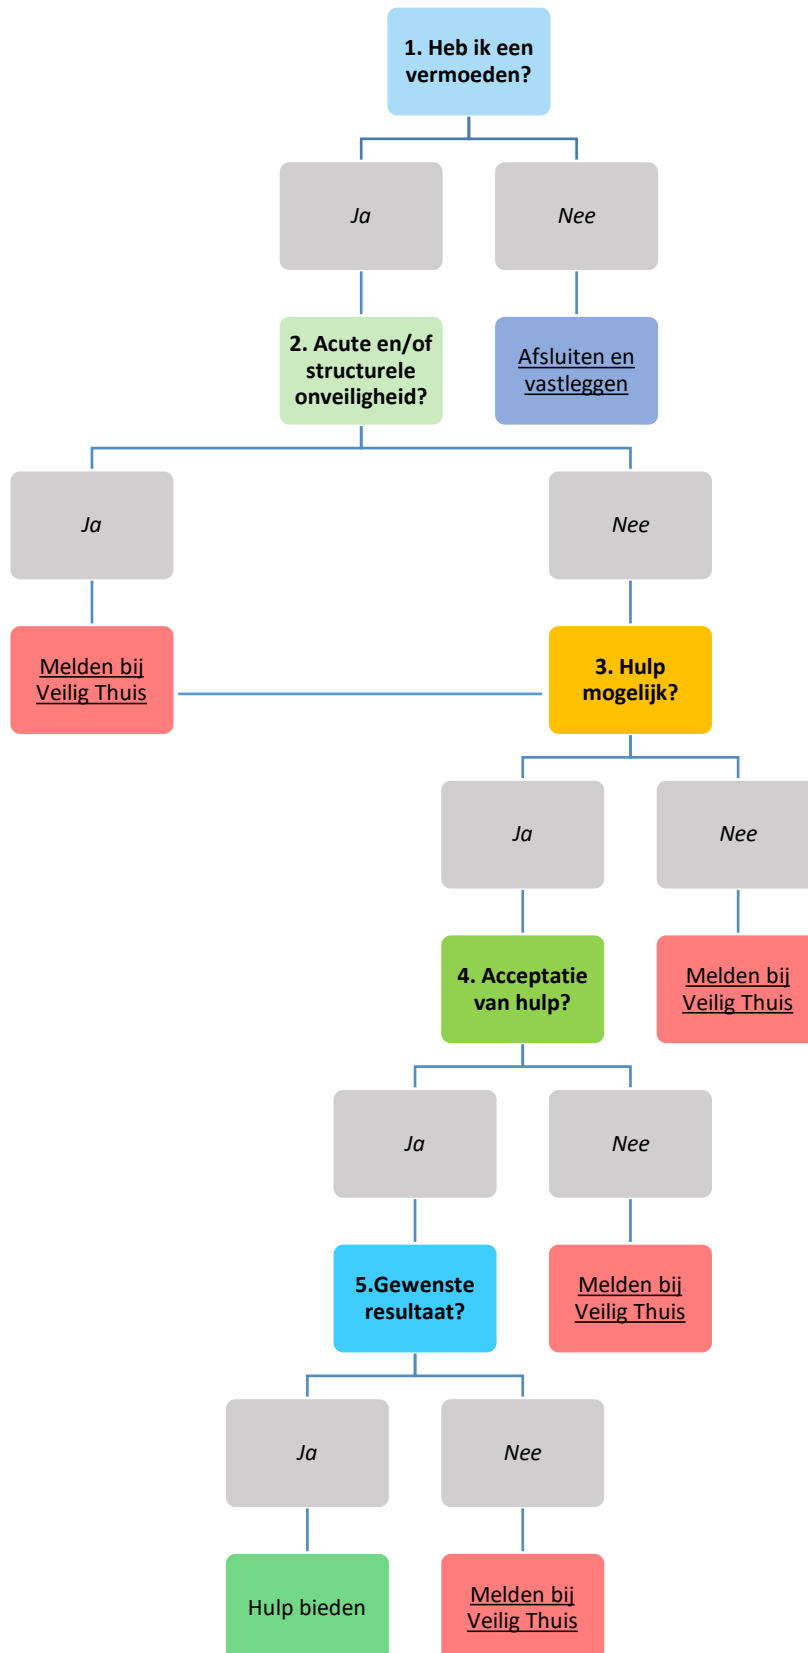 1. Heb ik een
vermoeden?
Ja
Nee
2. Acute en/of
structurele
onveiligheid?
Afsluiten en
vastleggen
Ja
Nee
Melden bij
Veilig Thuis
3. Hulp
mogelijk?
Ja
Nee
4. Acceptatie
van hulp?
Melden bij
Veilig Thuis
Ja
Nee
5.Gewenste
resultaat?
Melden bij
Veilig Thuis
Ja
Nee
Hulp bieden
Melden bij
Veilig Thuis